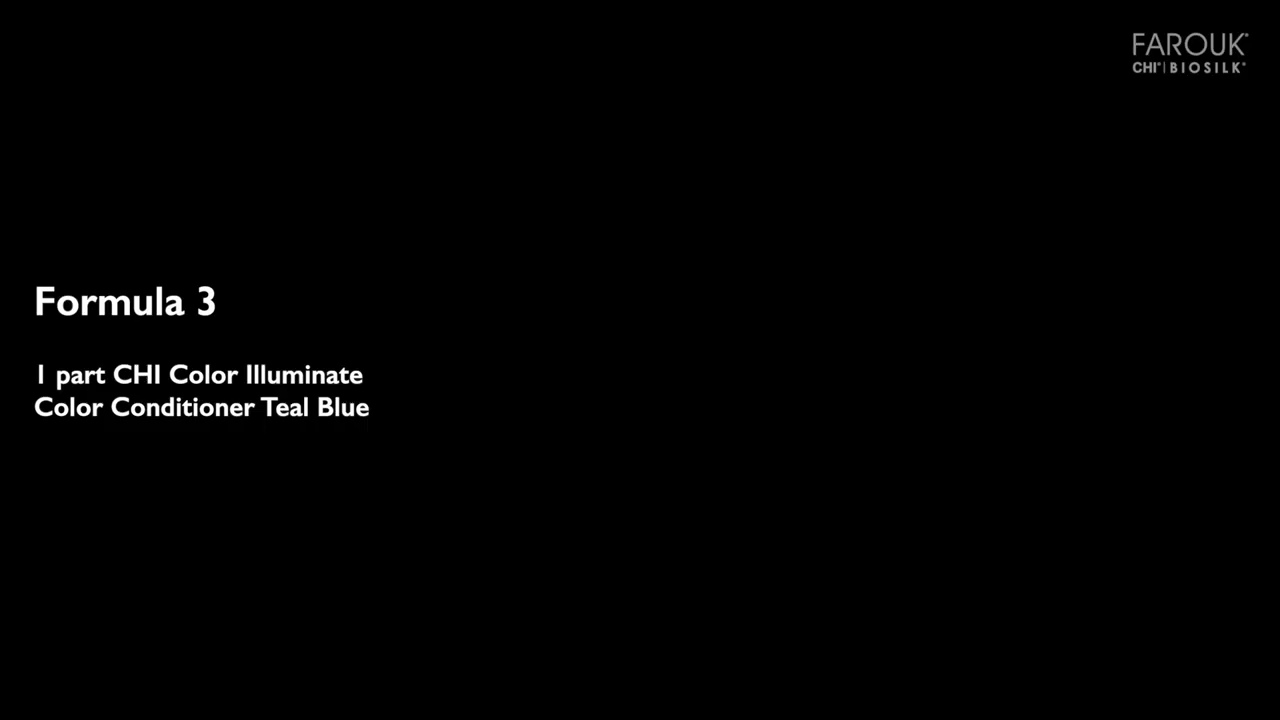 FAROUK®
CHI® | BIOSILK®
Formula 3
1 part CHI Color Illuminate
Color Conditioner Teal Blue